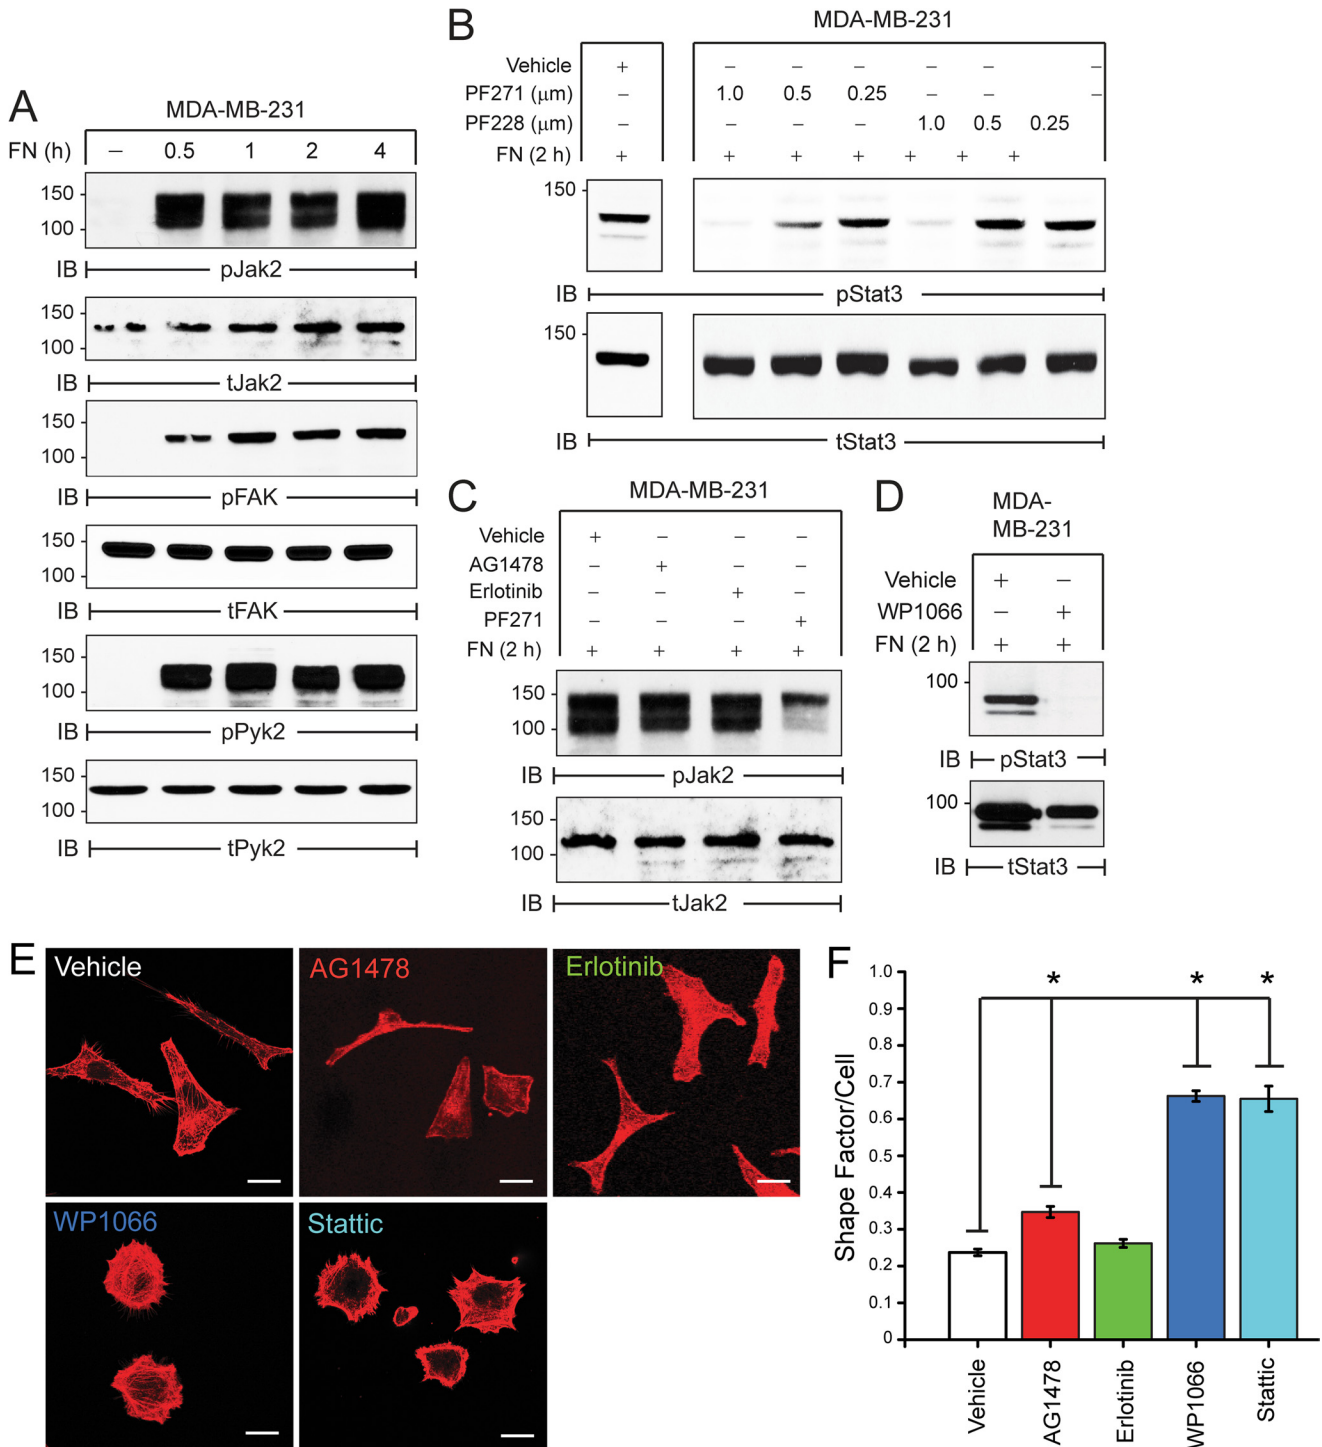 A
MDA-MB-231
FN (h) – 0.5 1 2 4
150
100
IB pJak2
150
100
IB tJak2
150
100
IB pFAK
150
100
IB tFAK
150
100
IB pPyk2
150
100
IB tPyk2
B
MDA-MB-231
Vehicle + – – – – – –
PF271 (μm) – 1.0 0.5 0.25 – – –
PF228 (μm) – – – – 1.0 0.5 0.25
FN (2 h) + + + + + + +
150
IB pStat3
150
IB tStat3
C
MDA-MB-231
Vehicle + – – –
AG1478 – + – –
Erlotinib – – + –
PF271 – – – +
FN (2 h) + + + +
150
100
IB pJak2
150
100
IB tJak2
D
MDA-
MB-231
Vehicle + –
WP1066 – +
FN (2 h) + +
100
IB pStat3
100
IB tStat3
E
Vehicle
AG1478
Erlotinib
WP1066
Stattic
F
Shape Factor/Cell
1.0
0.9
0.8
0.7
0.6
0.5
0.4
0.3
0.2
0.1
0
* * *
Vehicle
AG1478
Erlotinib
WP1066
Stattic